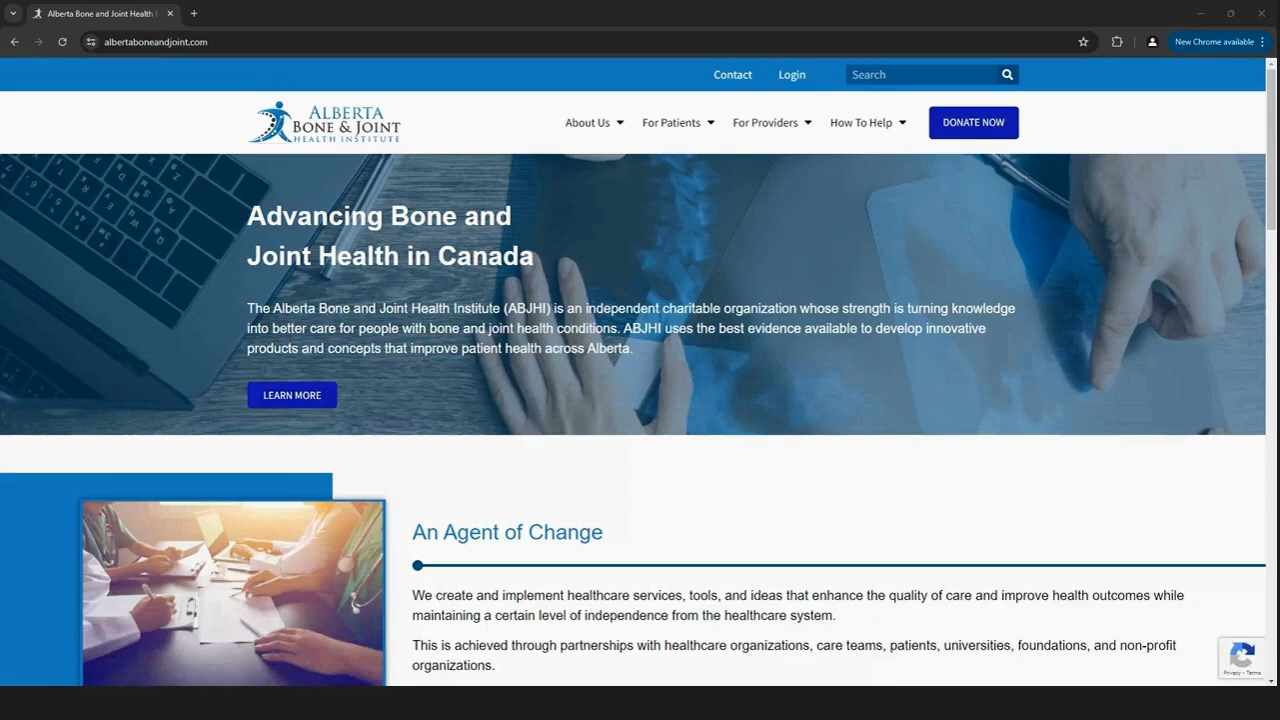 Alberta Bone and Joint Health I
albertaboneandjoint.com
New Chrome available
Contact
Login
Search
ALBERTA
BONE & JOINT
HEALTH INSTITUTE
About Us
For Patients
For Providers
How To Help
DONATE NOW
Advancing Bone and
Joint Health in Canada
The Alberta Bone and Joint Health Institute (ABJHI) is an independent charitable organization whose strength is turning knowledge
into better care for people with bone and joint health conditions. ABJHI uses the best evidence available to develop innovative
products and concepts that improve patient health across Alberta.
LEARN MORE
An Agent of Change
We create and implement healthcare services, tools, and ideas that enhance the quality of care and improve health outcomes while
maintaining a certain level of independence from the healthcare system.
This is achieved through partnerships with healthcare organizations, care teams, patients, universities, foundations, and non-profit
organizations.
Privacy - Terms